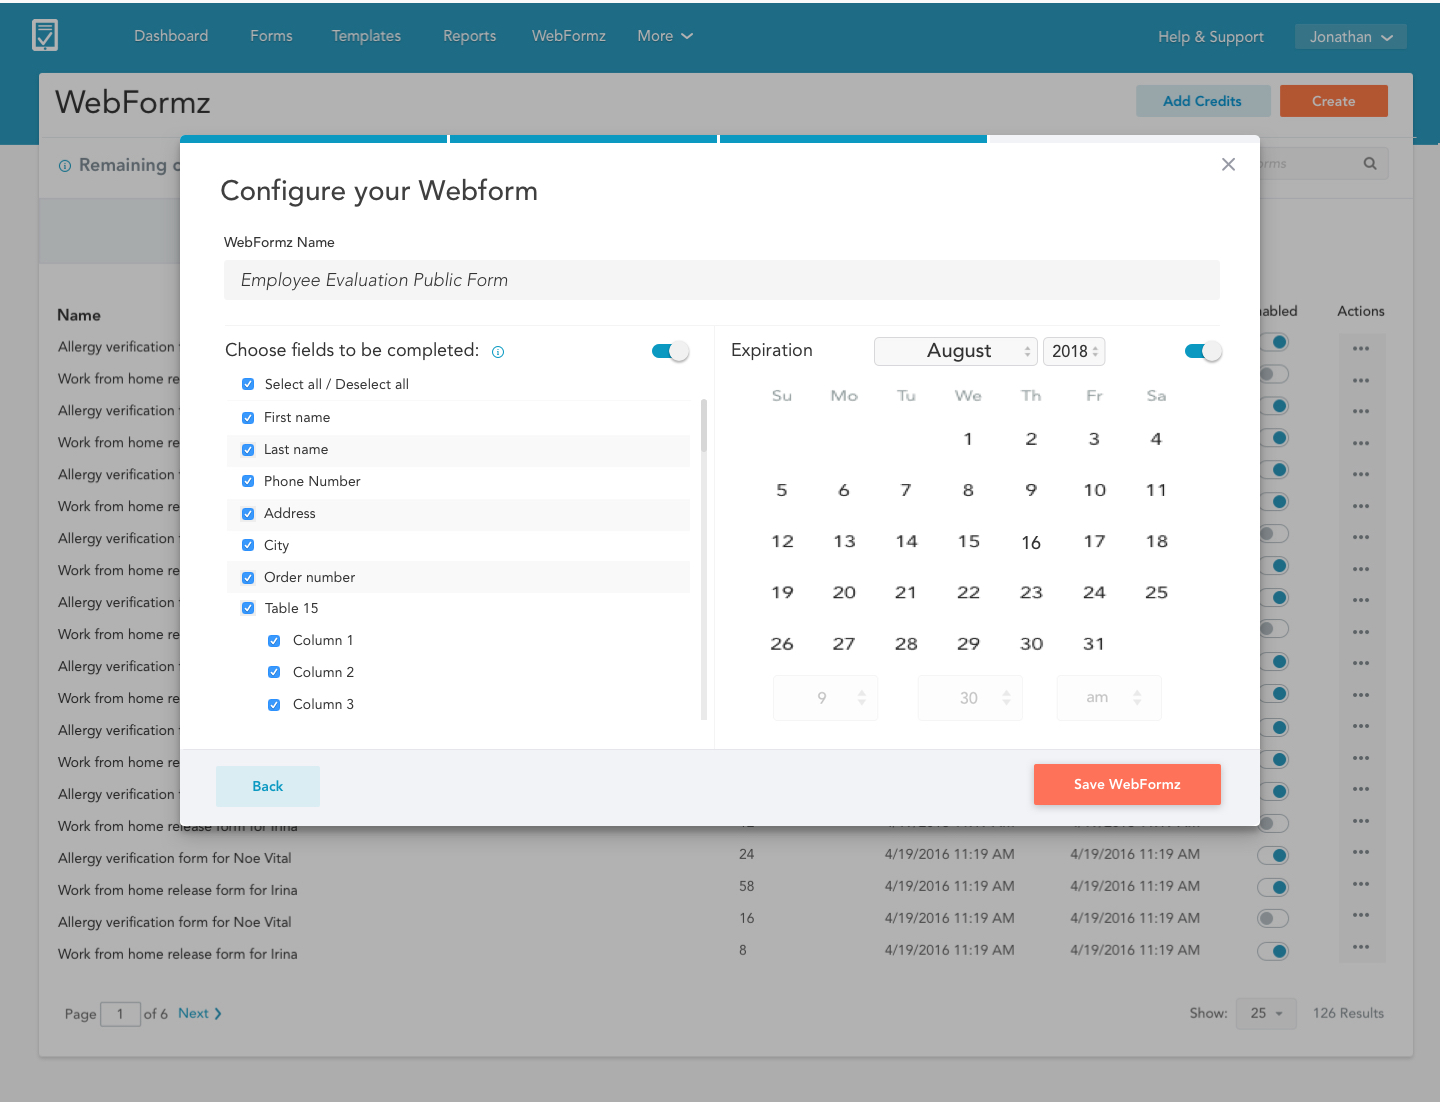 Dashboard Forms Templates Reports WebFormz More Help & Support Jonathan
WebFormz Add Credits Create
Remaining
Configure your Webform
WebFormz Name
Employee Evaluation Public Form
Choose fields to be completed:
Select all / Deselect all
First name
Last name
Phone Number
Address
City
Order number
Table 15
Column 1
Column 2
Column 3
Expiration August 2018
Su Mo Tu We Th Fr Sa
1 2 3 4
5 6 7 8 9 10 11
12 13 14 15 16 17 18
19 20 21 22 23 24 25
26 27 28 29 30 31
9 30 am
Back Save WebFormz
Name Actions
Allergy verification
Work from home re
Allergy verification
Work from home re
Allergy verification
Work from home re
Allergy verification
Work from home re
Allergy verification
Work from home re
Allergy verification
Work from home re
Allergy verification
Work from home re
Allergy verification
Work from home release form for Irina
Allergy verification form for Noe Vital 24 4/19/2016 11:19 AM 4/19/2016 11:19 AM
Work from home release form for Irina 58 4/19/2016 11:19 AM 4/19/2016 11:19 AM
Allergy verification form for Noe Vital 16 4/19/2016 11:19 AM 4/19/2016 11:19 AM
Work from home release form for Irina 8 4/19/2016 11:19 AM 4/19/2016 11:19 AM
Page 1 of 6 Next Show: 25 126 Results